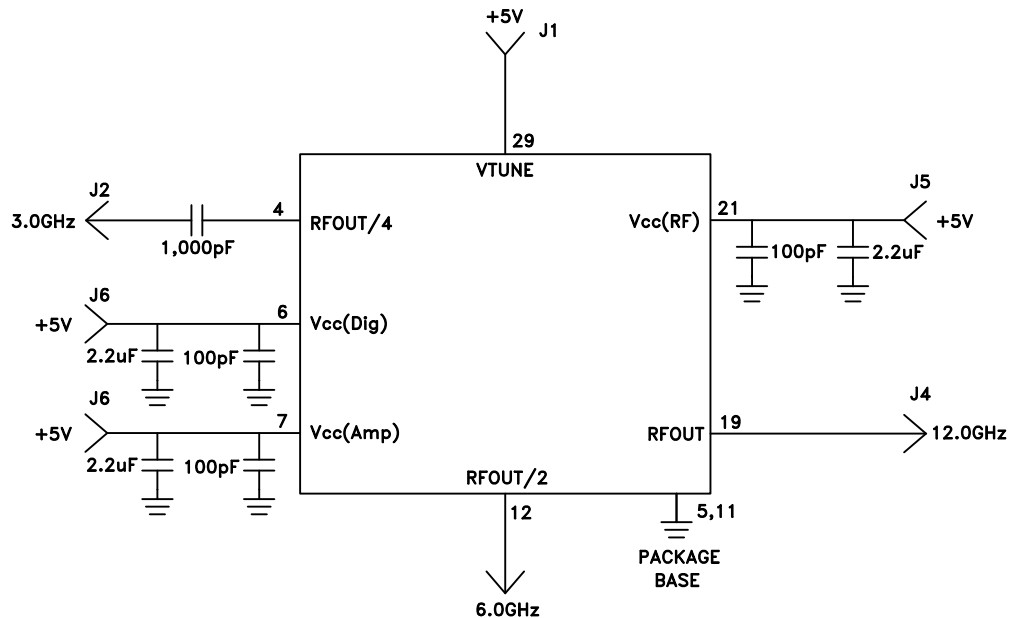 +5V
J1
29
VTUNE
J2
3.0GHz
4
RFOUT/4
1,000pF
J5
21
Vcc(RF)
+5V
100pF
2.2uF
J6
6
+5V
Vcc(Dig)
2.2uF
100pF
J6
7
+5V
Vcc(Amp)
2.2uF
100pF
J4
19
RFOUT
12.0GHz
RFOUT/2
12
5,11
PACKAGE
BASE
6.0GHz